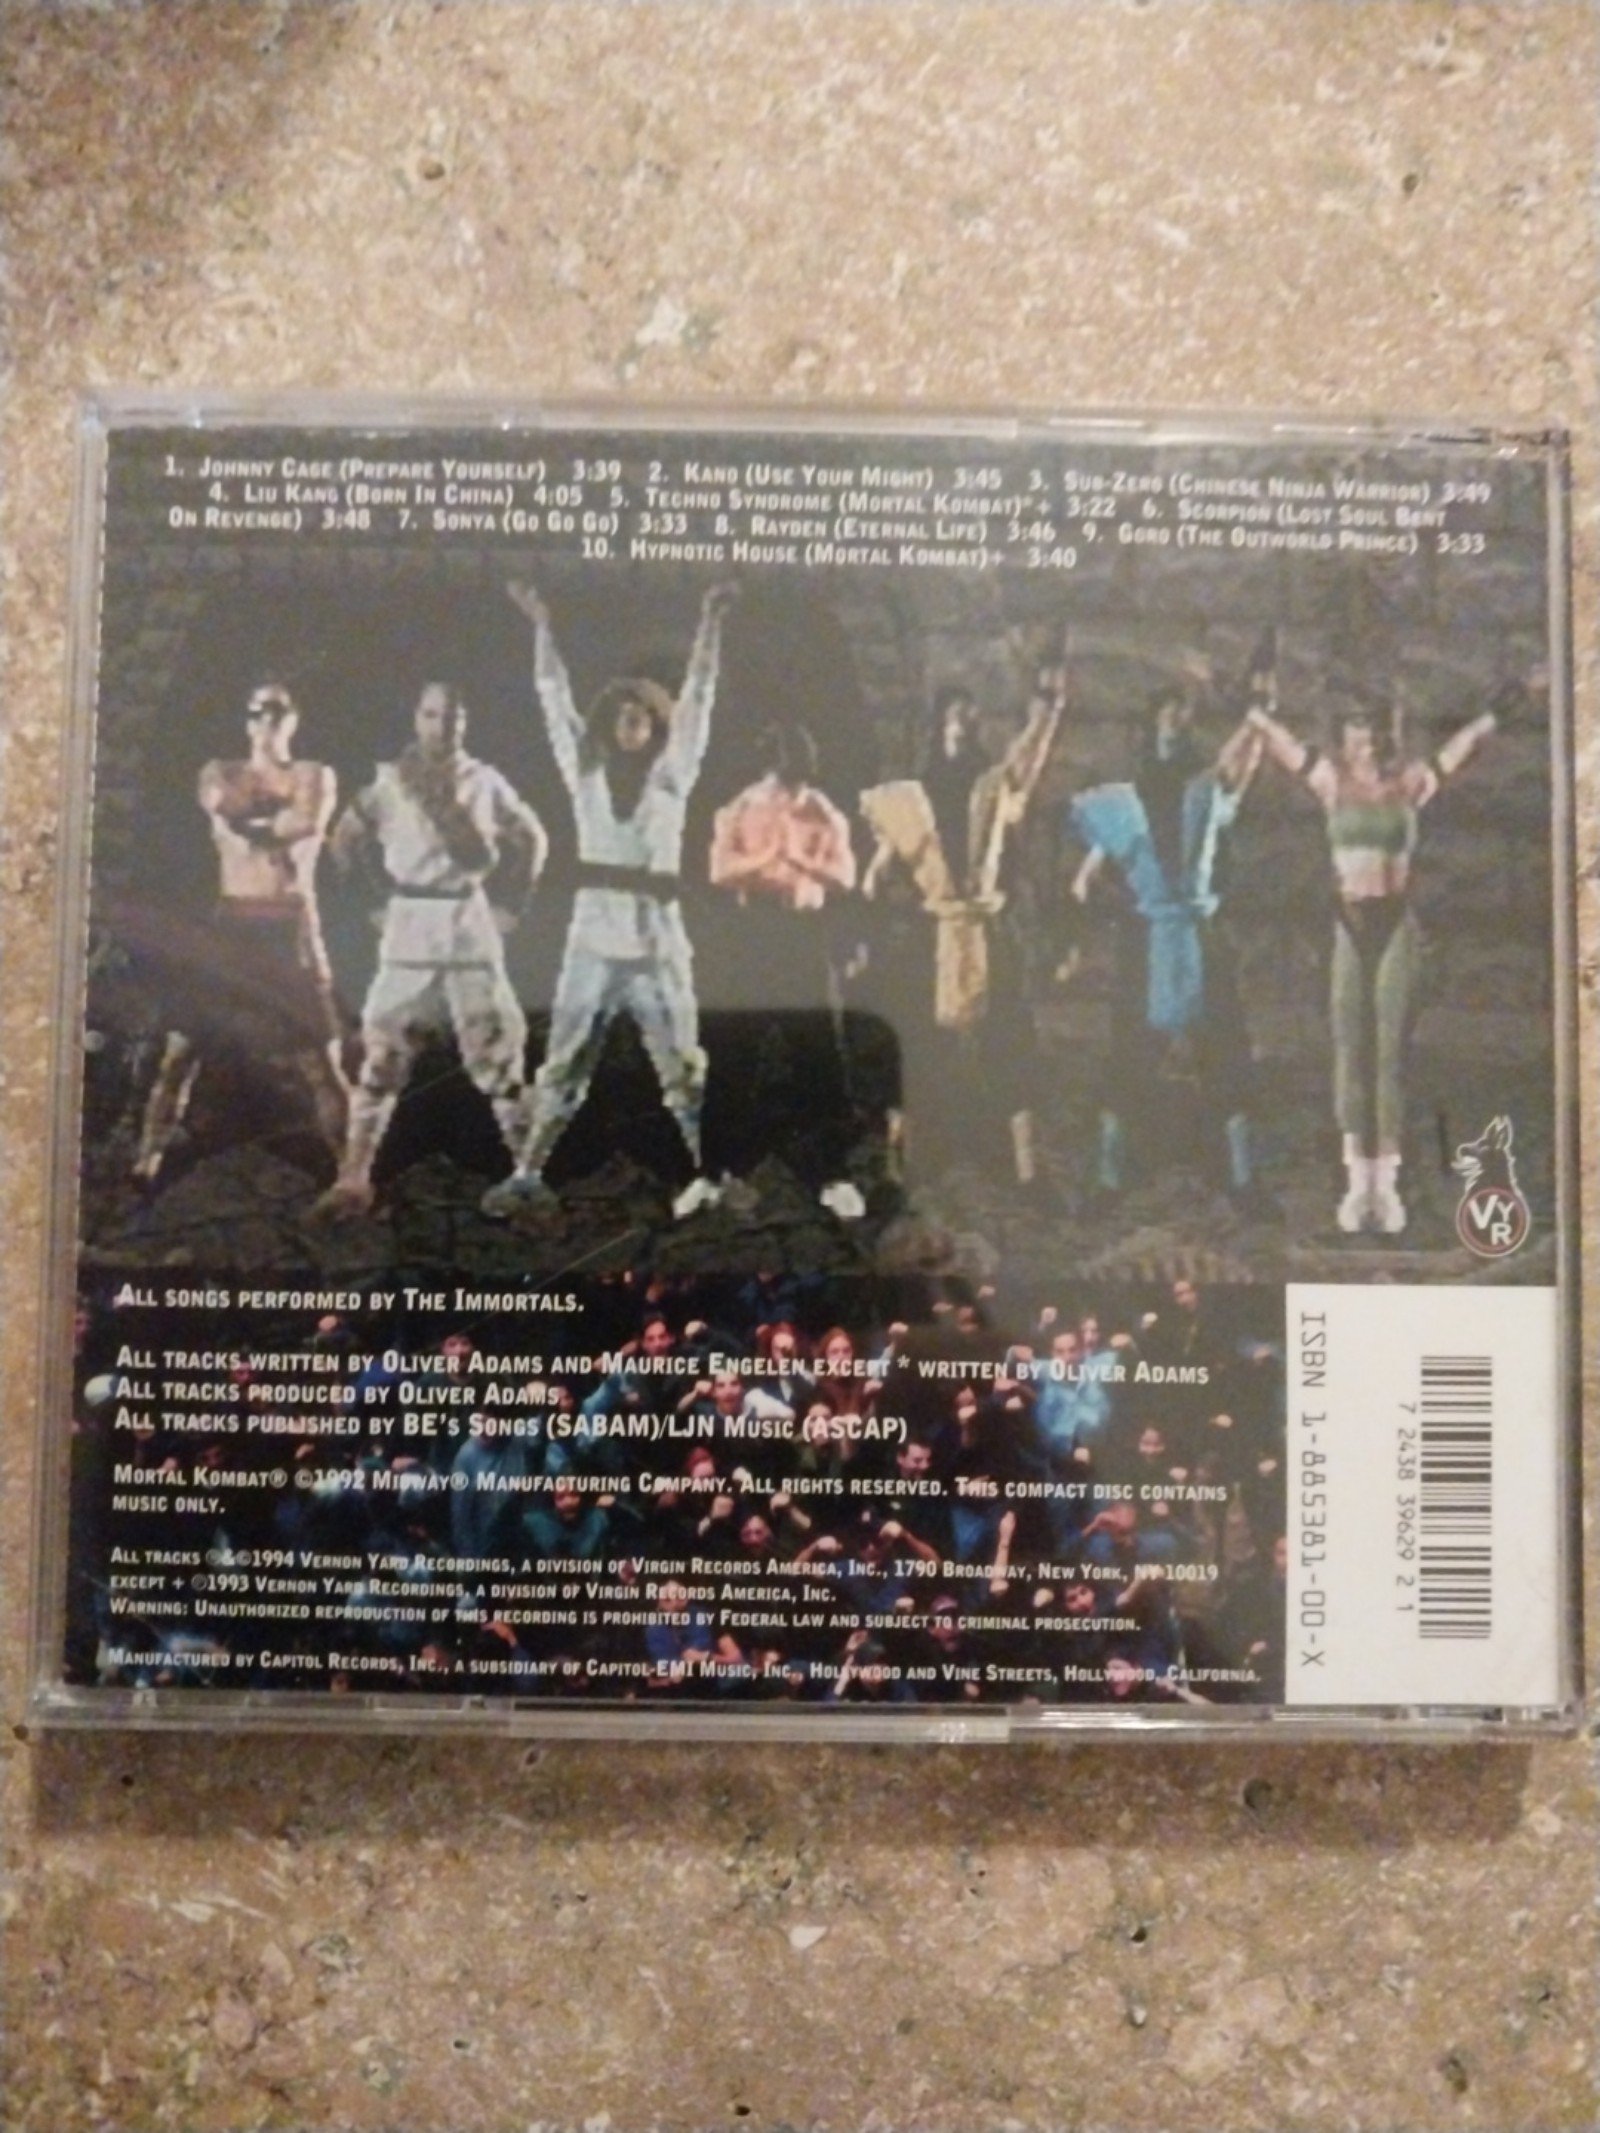 1. Johnny Cage (Prepare Yourself) 3:39 2. Kano (Use Your Might) 3:45 3. Sub-Zero (Chinese Ninja Warrior) 3:49
4. Liu Kang (Born In China) 4:05 5. Techno Syndrome (Mortal Kombat)*+ 3:22 6. Scorpion (Lost Soul Bent
On Revenge) 3:48 7. Sonya (Go Go Go) 3:33 8. Rayden (Eternal Life) 3:46 9. Goro (The Outworld Prince) 3:33
10. Hypnotic House (Mortal Kombat)+ 3:40
VYR
All songs performed by The Immortals.
All tracks written by Oliver Adams and Maurice Engelen except * written by Oliver Adams
All tracks produced by Oliver Adams
All tracks published by BE's Songs (SABAM)/LJN Music (ASCAP)
Mortal Kombat® ©1992 Midway® Manufacturing Company. All rights reserved. This compact disc contains
music only.
All tracks ℗&©1994 Vernon Yard Recordings, a division of Virgin Records America, Inc., 1790 Broadway, New York, NY 10019
except + ℗1993 Vernon Yard Recordings, a division of Virgin Records America, Inc.
Warning: Unauthorized reproduction of this recording is prohibited by Federal law and subject to criminal prosecution.
Manufactured by Capitol Records, Inc., a subsidiary of Capitol-EMI Music, Inc., Hollywood and Vine Streets, Hollywood, California.
ISBN 1-885381-00-X
7 2438 39629 2 1